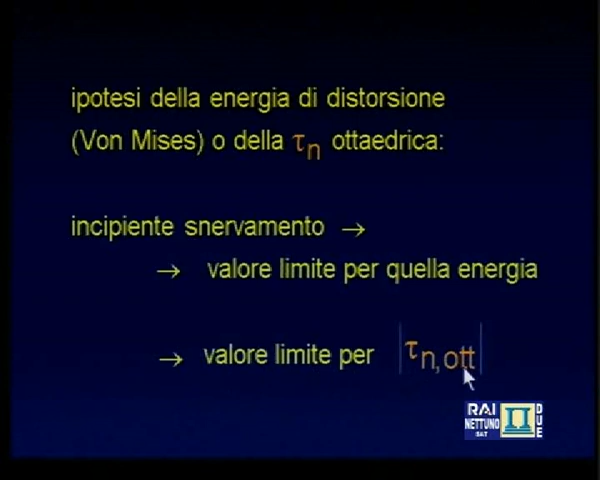 ipotesi della energia di distorsione
(Von Mises) o della τn ottaedrica:
incipiente snervamento →
→ valore limite per quella energia
→ valore limite per |τn, ott|
RAI
NETTUNO
SAT
DUE